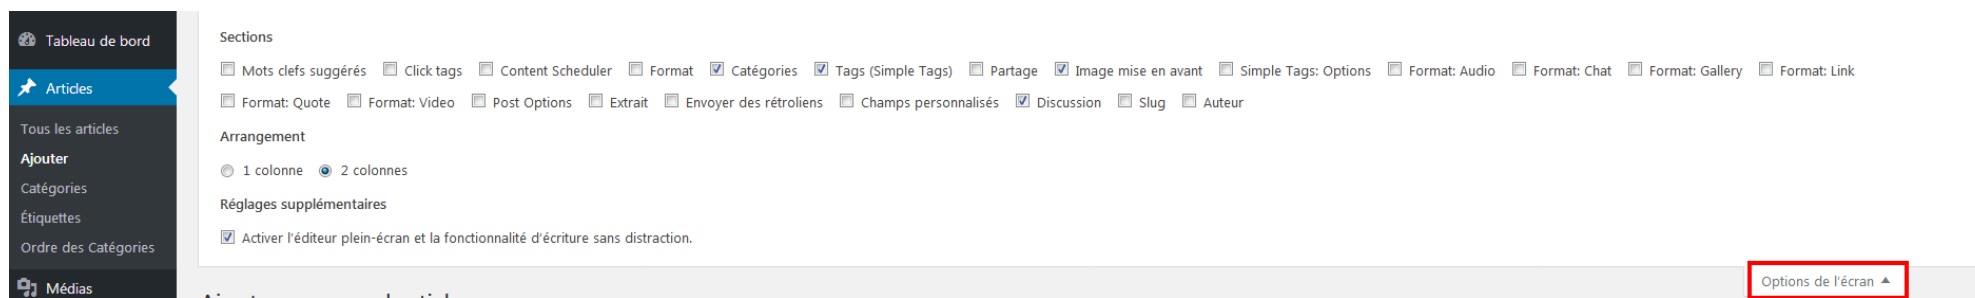 Tableau de bord
Articles
Tous les articles
Ajouter
Catégories
Étiquettes
Ordre des Catégories
Médias
Sections
Mots clefs suggérés Click tags Content Scheduler Format Catégories Tags (Simple Tags) Partage Image mise en avant Simple Tags: Options Format: Audio Format: Chat Format: Gallery Format: Link
Format: Quote Format: Video Post Options Extrait Envoyer des rétroliens Champs personnalisés Discussion Slug Auteur
Arrangement
1 colonne 2 colonnes
Réglages supplémentaires
Activer l'éditeur plein-écran et la fonctionnalité d'écriture sans distraction.
Options de l'écran